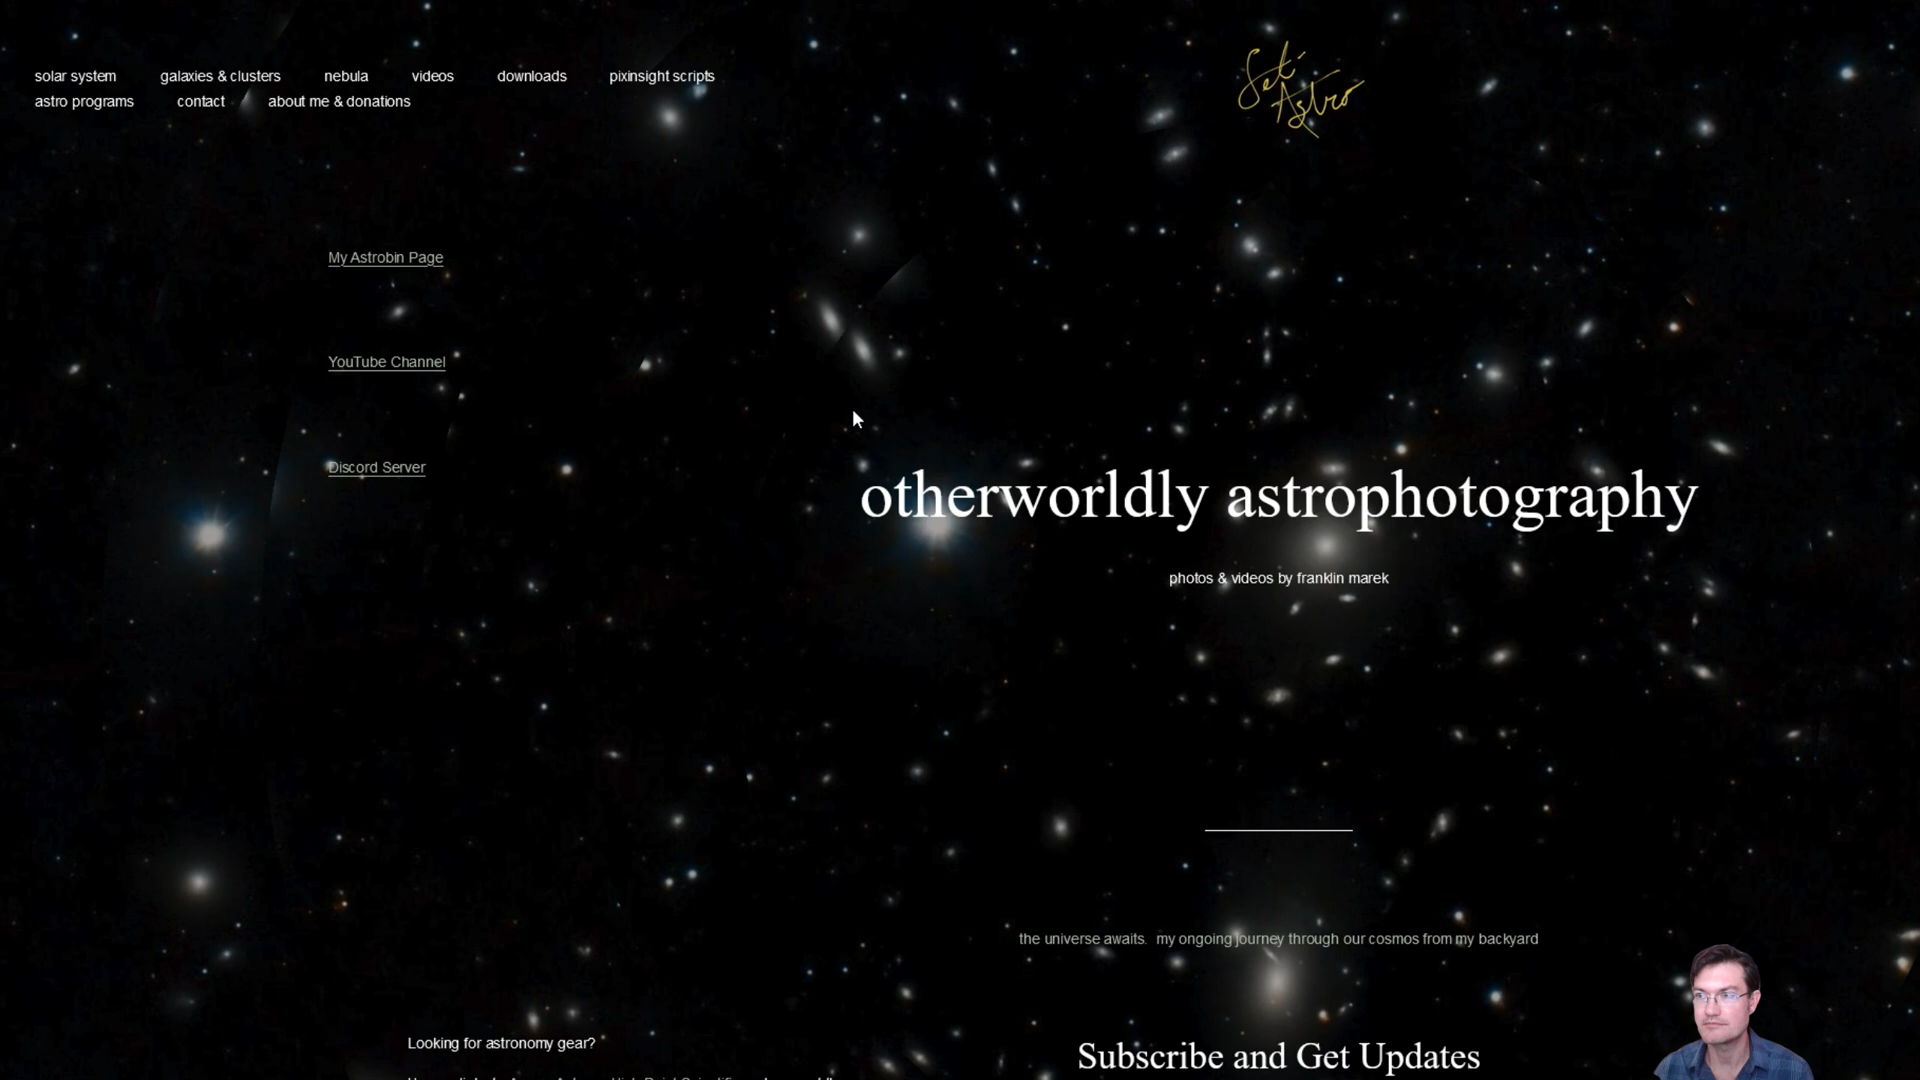 solar system galaxies & clusters nebula videos downloads pixinsight scripts
astro programs contact about me & donations
Seti Astro
My Astrobin Page
YouTube Channel
Discord Server
otherworldly astrophotography
photos & videos by franklin marek
the universe awaits. my ongoing journey through our cosmos from my backyard
Looking for astronomy gear?
Subscribe and Get Updates